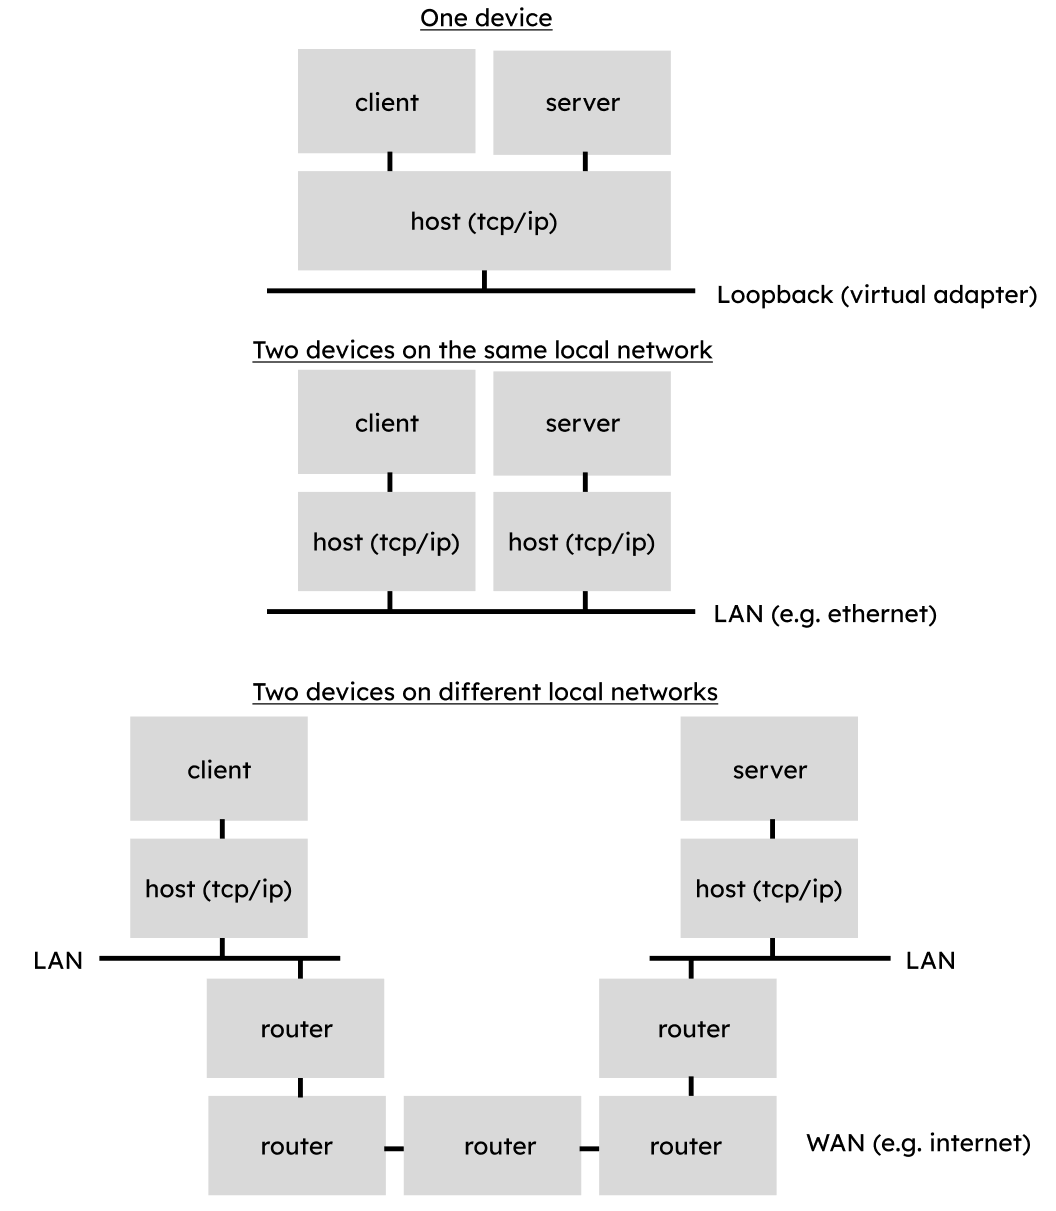 One device
client
server
host (tcp/ip)
Loopback (virtual adapter)
Two devices on the same local network
client
server
host (tcp/ip)
host (tcp/ip)
LAN (e.g. ethernet)
Two devices on different local networks
client
server
host (tcp/ip)
host (tcp/ip)
LAN
LAN
router
router
router
router
router
WAN (e.g. internet)